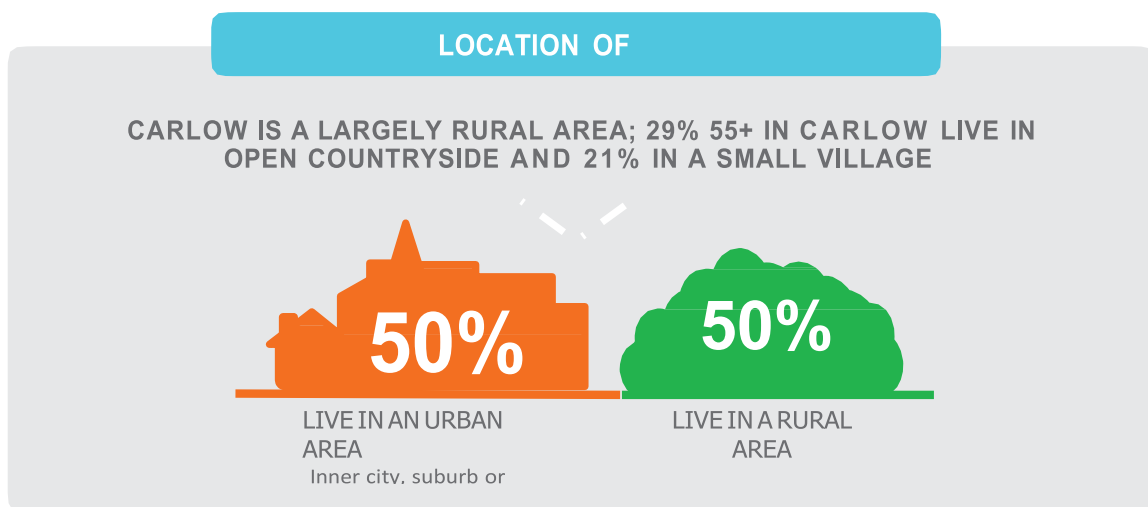 LOCATION OF
CARLOW IS A LARGELY RURAL AREA; 29% 55+ IN CARLOW LIVE IN
OPEN COUNTRYSIDE AND 21% IN A SMALL VILLAGE
50%
50%
LIVE IN AN URBAN
AREA
Inner city, suburb or
LIVE IN A RURAL
AREA